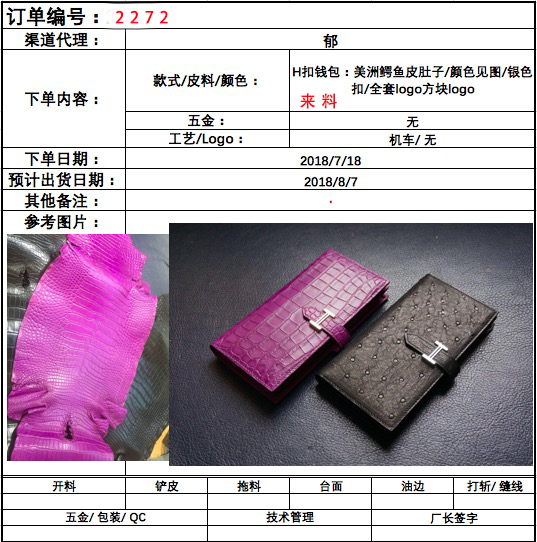 订单编号：2272
渠道代理：
郁
下单内容：
款式/皮料/颜色：
H扣钱包：美洲鳄鱼皮肚子/颜色见图/银色
扣/全套logo方块logo
来料
五金：
无
工艺/Logo：
机车/ 无
下单日期：
2018/7/18
预计出货日期：
2018/8/7
其他备注：
参考图片：
开料 铲皮 拖料 台面 油边 打斩/ 缝线
五金/ 包装/ QC 技术管理 厂长签字